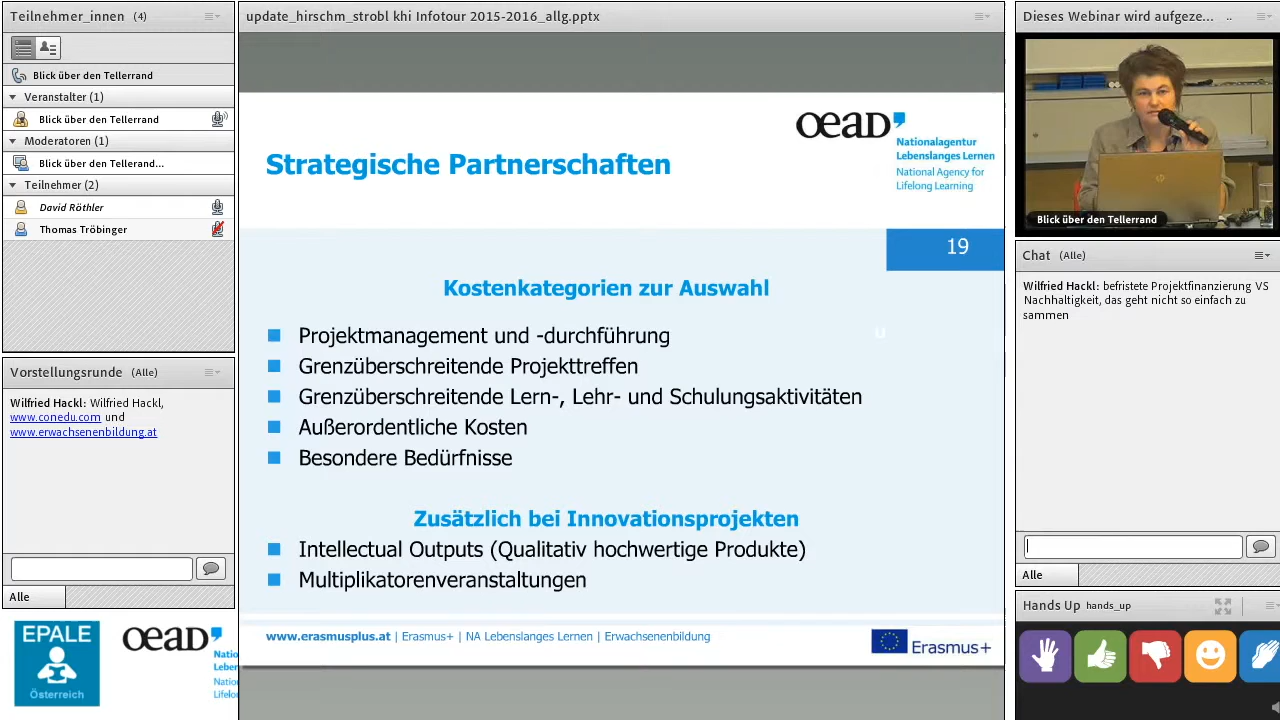 Teilnehmer_innen (4)
Blick über den Tellerrand
Veranstalter (1)
Blick über den Tellerrand
Moderatoren (1)
Blick über den Tellerrand...
Teilnehmer (2)
David Röthler
Thomas Tröbinger
Vorstellungsrunde (Alle)
Wilfried Hackl: Wilfried Hackl,
www.conedu.com und
www.erwachsenenbildung.at
Alle
EPALE
Österreich
OeAD
Natio
Leben
Nation
Lifelo
update_hirschm_strobl khi Infotour 2015-2016_allg.pptx
OeAD
Nationalagentur
Lebenslanges Lernen
National Agency for
Lifelong Learning
Strategische Partnerschaften
19
Kostenkategorien zur Auswahl
Projektmanagement und -durchführung
Grenzüberschreitende Projekttreffen
Grenzüberschreitende Lern-, Lehr- und Schulungsaktivitäten
Außerordentliche Kosten
Besondere Bedürfnisse
Zusätzlich bei Innovationsprojekten
Intellectual Outputs (Qualitativ hochwertige Produkte)
Multiplikatorenveranstaltungen
www.erasmusplus.at | Erasmus+ | NA Lebenslanges Lernen | Erwachsenenbildung
Erasmus+
Dieses Webinar wird aufgeze... ..
Blick über den Tellerrand
Chat (Alle)
Wilfried Hackl: befristete Projektfinanzierung VS
Nachhaltigkeit, das geht nicht so einfach zu
sammen
Alle
Hands Up hands_up